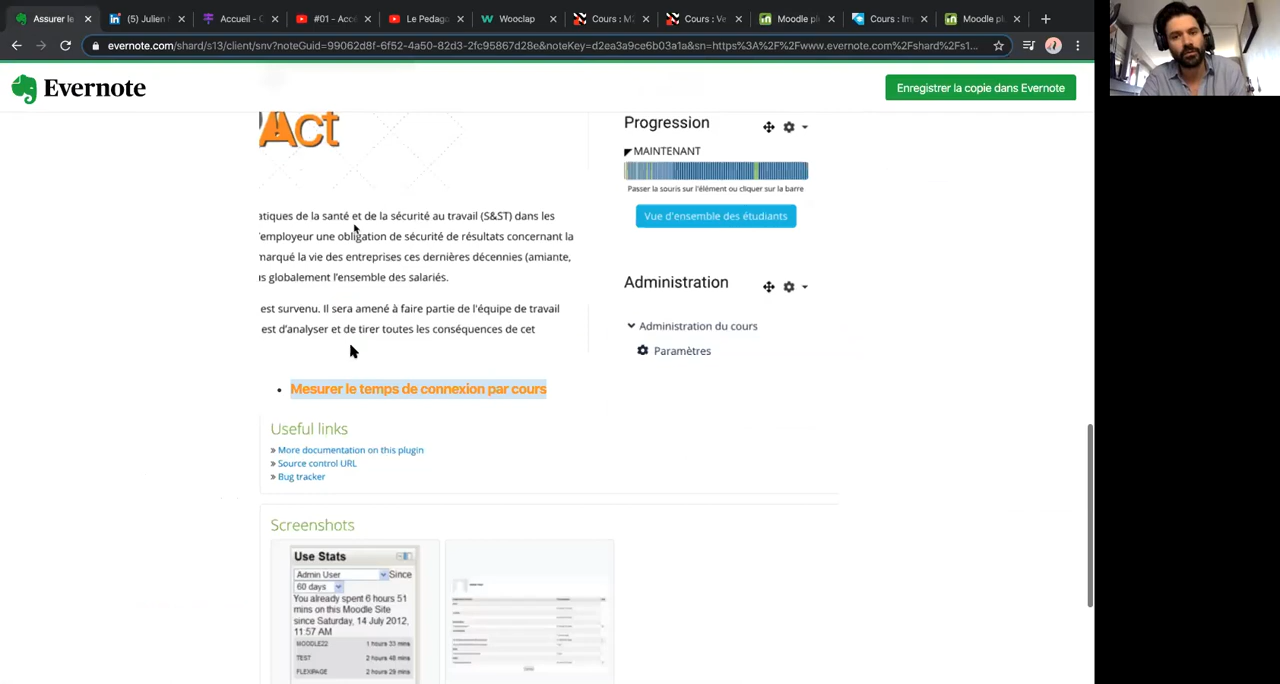 Assurer le
(5) Julien
Accueil - C
#01 - Acc
Le Pedago
Wooclap
Cours : M2
Cours : Ve
Moodle pl
Cours : Im
Moodle pl
evernote.com/shard/s13/client/snv?noteGuid=99062d8f-6f52-4a50-82d3-2fc95867d28e&noteKey=d2ea3a9ce6b03a1a&sn=https%3A%2F%2Fwww.evernote.com%2Fshard%2Fs1...
Evernote
Enregistrer la copie dans Evernote
Act
Progression
MAINTENANT
Passer la souris sur l'élément ou cliquer sur la barre
Vue d'ensemble des étudiants
atiques de la santé et de la sécurité au travail (S&ST) dans les
'employeur une obligation de sécurité de résultats concernant la
marqué la vie des entreprises ces dernières décennies (amiante,
us globalement l'ensemble des salariés.
est survenu. Il sera amené à faire partie de l'équipe de travail
est d'analyser et de tirer toutes les conséquences de cet
Administration
Administration du cours
Paramètres
• Mesurer le temps de connexion par cours
Useful links
» More documentation on this plugin
» Source control URL
» Bug tracker
Screenshots
Use Stats
Admin User Since
60 days
You already spent 6 hours 51
mins on this Moodle Site
since Saturday, 14 July 2012,
11:57 AM
MOODLE22 1 hours 33 mins
TEST 2 hours 48 mins
FLEXIPAGE 2 hours 29 mins